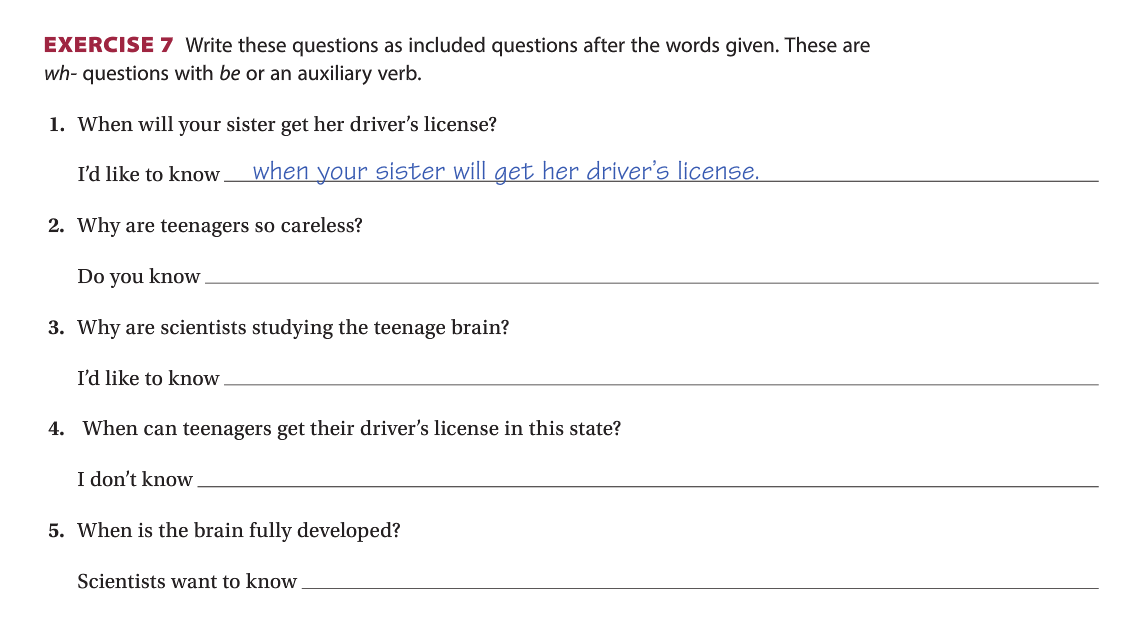 EXERCISE 7 Write these questions as included questions after the words given. These are
wh- questions with be or an auxiliary verb.
1. When will your sister get her driver’s license?
I’d like to know when your sister will get her driver’s license.
2. Why are teenagers so careless?
Do you know
3. Why are scientists studying the teenage brain?
I’d like to know
4. When can teenagers get their driver’s license in this state?
I don’t know
5. When is the brain fully developed?
Scientists want to know